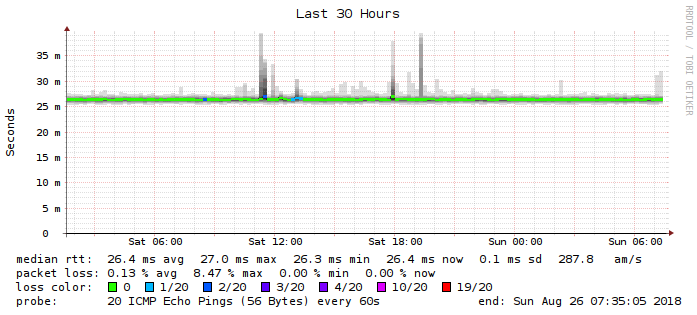 Last 30 Hours
RRDTOOL / TOBI OETIKER
Seconds
35 m
30 m
25 m
20 m
15 m
10 m
5 m
0
Sat 06:00 Sat 12:00 Sat 18:00 Sun 00:00 Sun 06:00
median rtt: 26.4 ms avg 27.0 ms max 26.3 ms min 26.4 ms now 0.1 ms sd 287.8 am/s
packet loss: 0.13 % avg 8.47 % max 0.00 % min 0.00 % now
loss color: 0 1/20 2/20 3/20 4/20 10/20 19/20
probe: 20 ICMP Echo Pings (56 Bytes) every 60s end: Sun Aug 26 07:35:05 2018